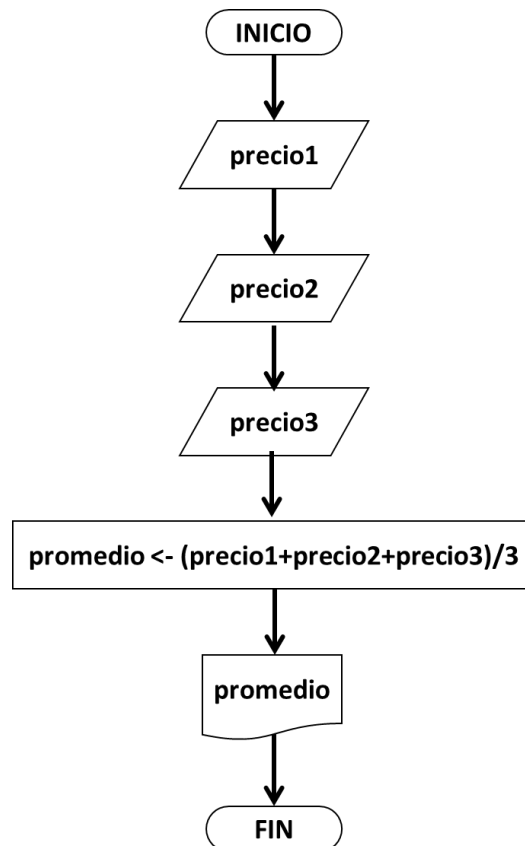 INICIO
precio1
precio2
precio3
promedio <- (precio1+precio2+precio3)/3
promedio
FIN